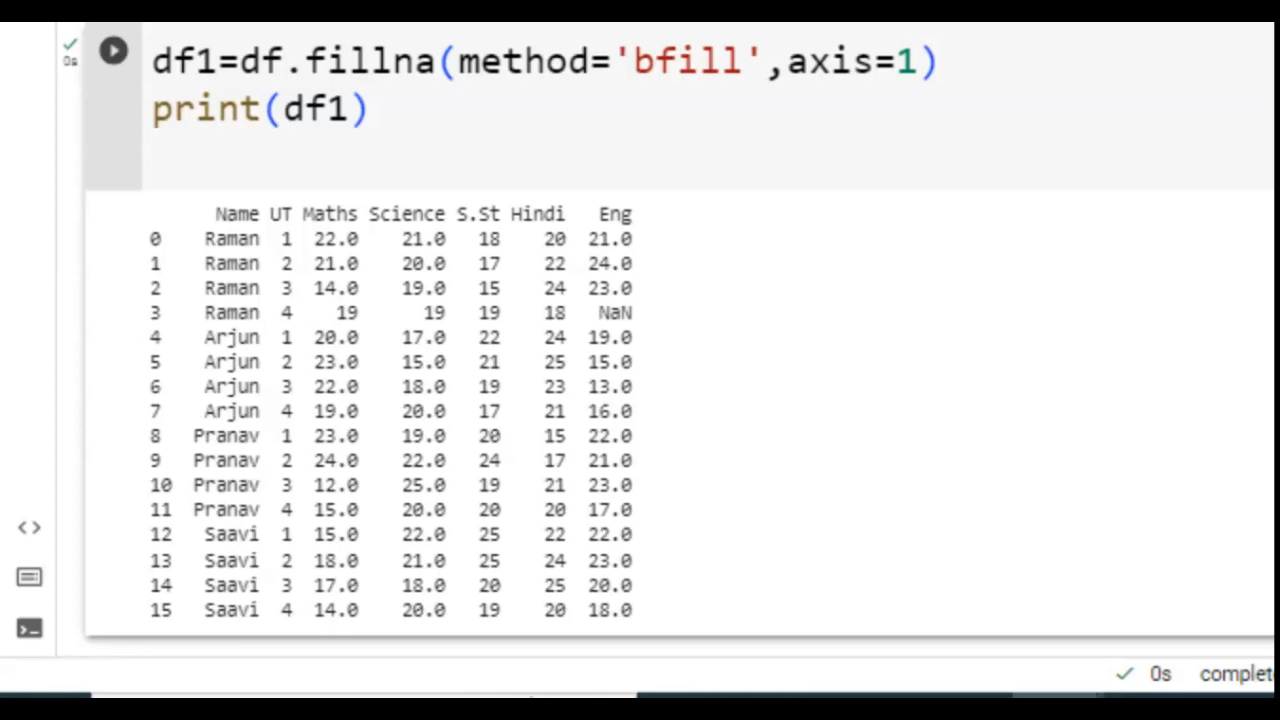 0s
df1=df.fillna(method='bfill',axis=1)
print(df1)
Name UT Maths Science S.St Hindi Eng
0 Raman 1 22.0 21.0 18 20 21.0
1 Raman 2 21.0 20.0 17 22 24.0
2 Raman 3 14.0 19.0 15 24 23.0
3 Raman 4 19 19 19 18 NaN
4 Arjun 1 20.0 17.0 22 24 19.0
5 Arjun 2 23.0 15.0 21 25 15.0
6 Arjun 3 22.0 18.0 19 23 13.0
7 Arjun 4 19.0 20.0 17 21 16.0
8 Pranav 1 23.0 19.0 20 15 22.0
9 Pranav 2 24.0 22.0 24 17 21.0
10 Pranav 3 12.0 25.0 19 21 23.0
11 Pranav 4 15.0 20.0 20 20 17.0
12 Saavi 1 15.0 22.0 25 22 22.0
13 Saavi 2 18.0 21.0 25 24 23.0
14 Saavi 3 17.0 18.0 20 25 20.0
15 Saavi 4 14.0 20.0 19 20 18.0
0s complet